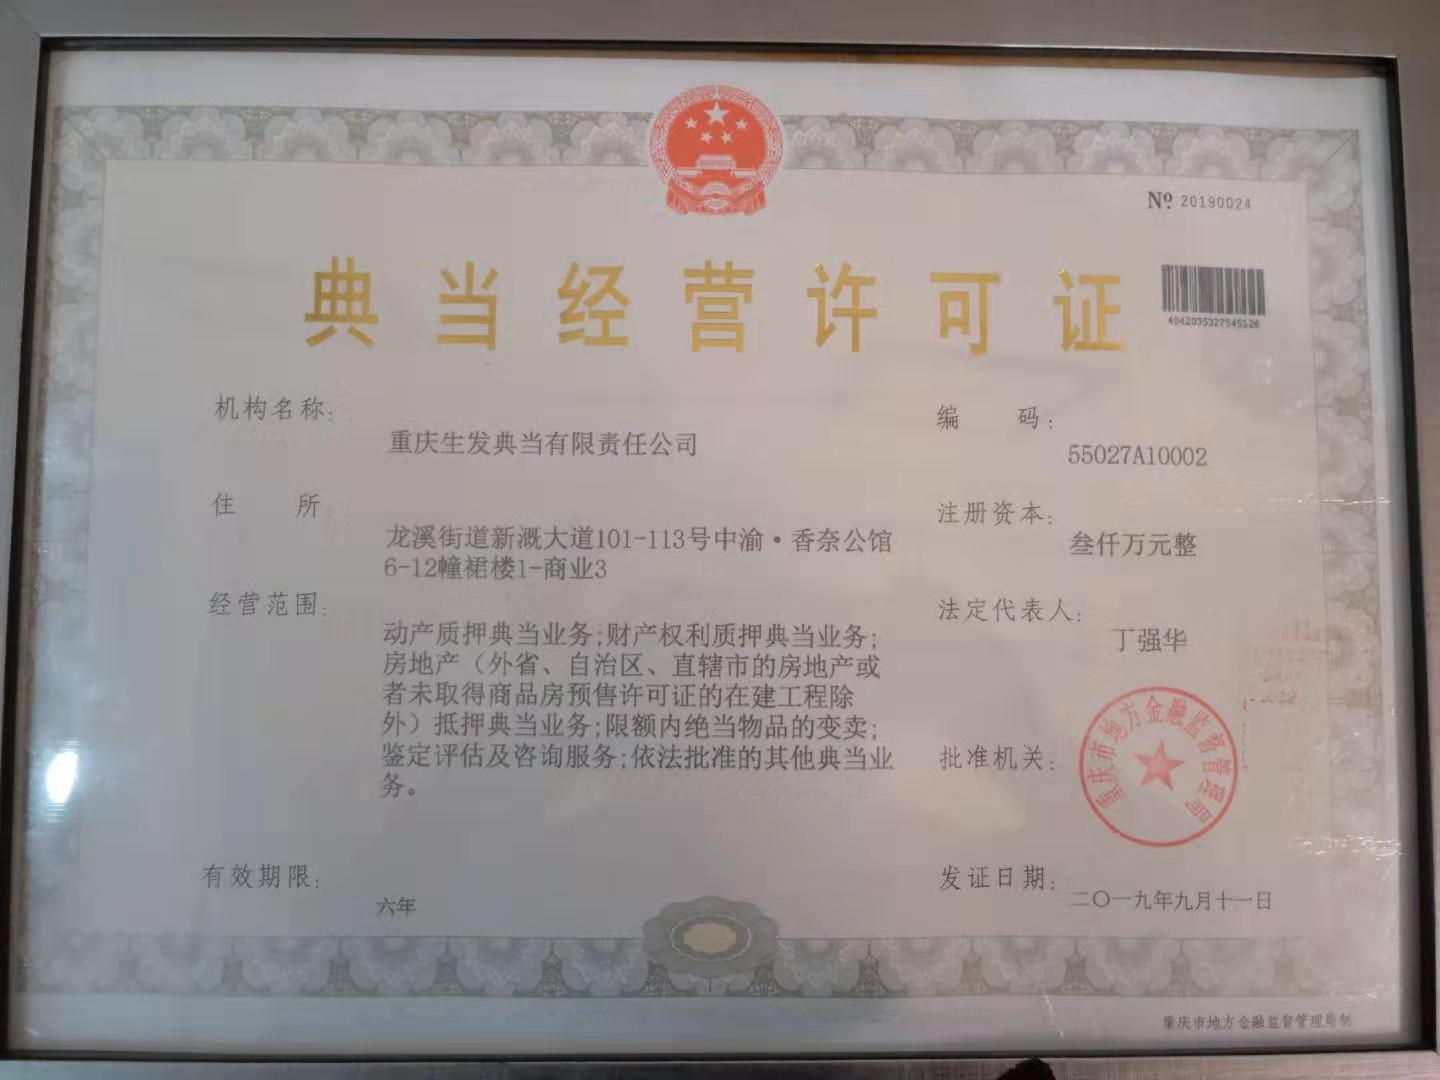 № 20190024
典当经营许可证
4042035327545126
机构名称:
重庆生发典当有限责任公司
编 码:
55027A10002
住 所:
龙溪街道新溉大道101-113号中渝·香奈公馆
6-12幢裙楼1-商业3
注册资本:
叁仟万元整
经营范围:
动产质押典当业务;财产权利质押典当业务;
房地产（外省、自治区、直辖市的房地产或
者未取得商品房预售许可证的在建工程除
外）抵押典当业务;限额内绝当物品的变卖;
鉴定评估及咨询服务;依法批准的其他典当业
务。
法定代表人:
丁强华
批准机关:
重庆市地方金融监督管理局
有效期限:
六年
发证日期:
二〇一九年九月十一日
重庆市地方金融监督管理局制